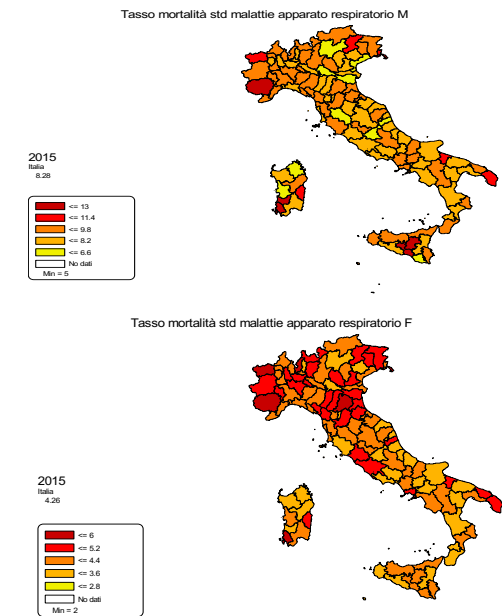 Tasso mortalità std malattie apparato respiratorio M
2015
Italia
8.28
<= 13
<= 11.4
<= 9.8
<= 8.2
<= 6.6
No dati
Min = 5
Tasso mortalità std malattie apparato respiratorio F
2015
Italia
4.26
<= 6
<= 5.2
<= 4.4
<= 3.6
<= 2.8
No dati
Min = 2